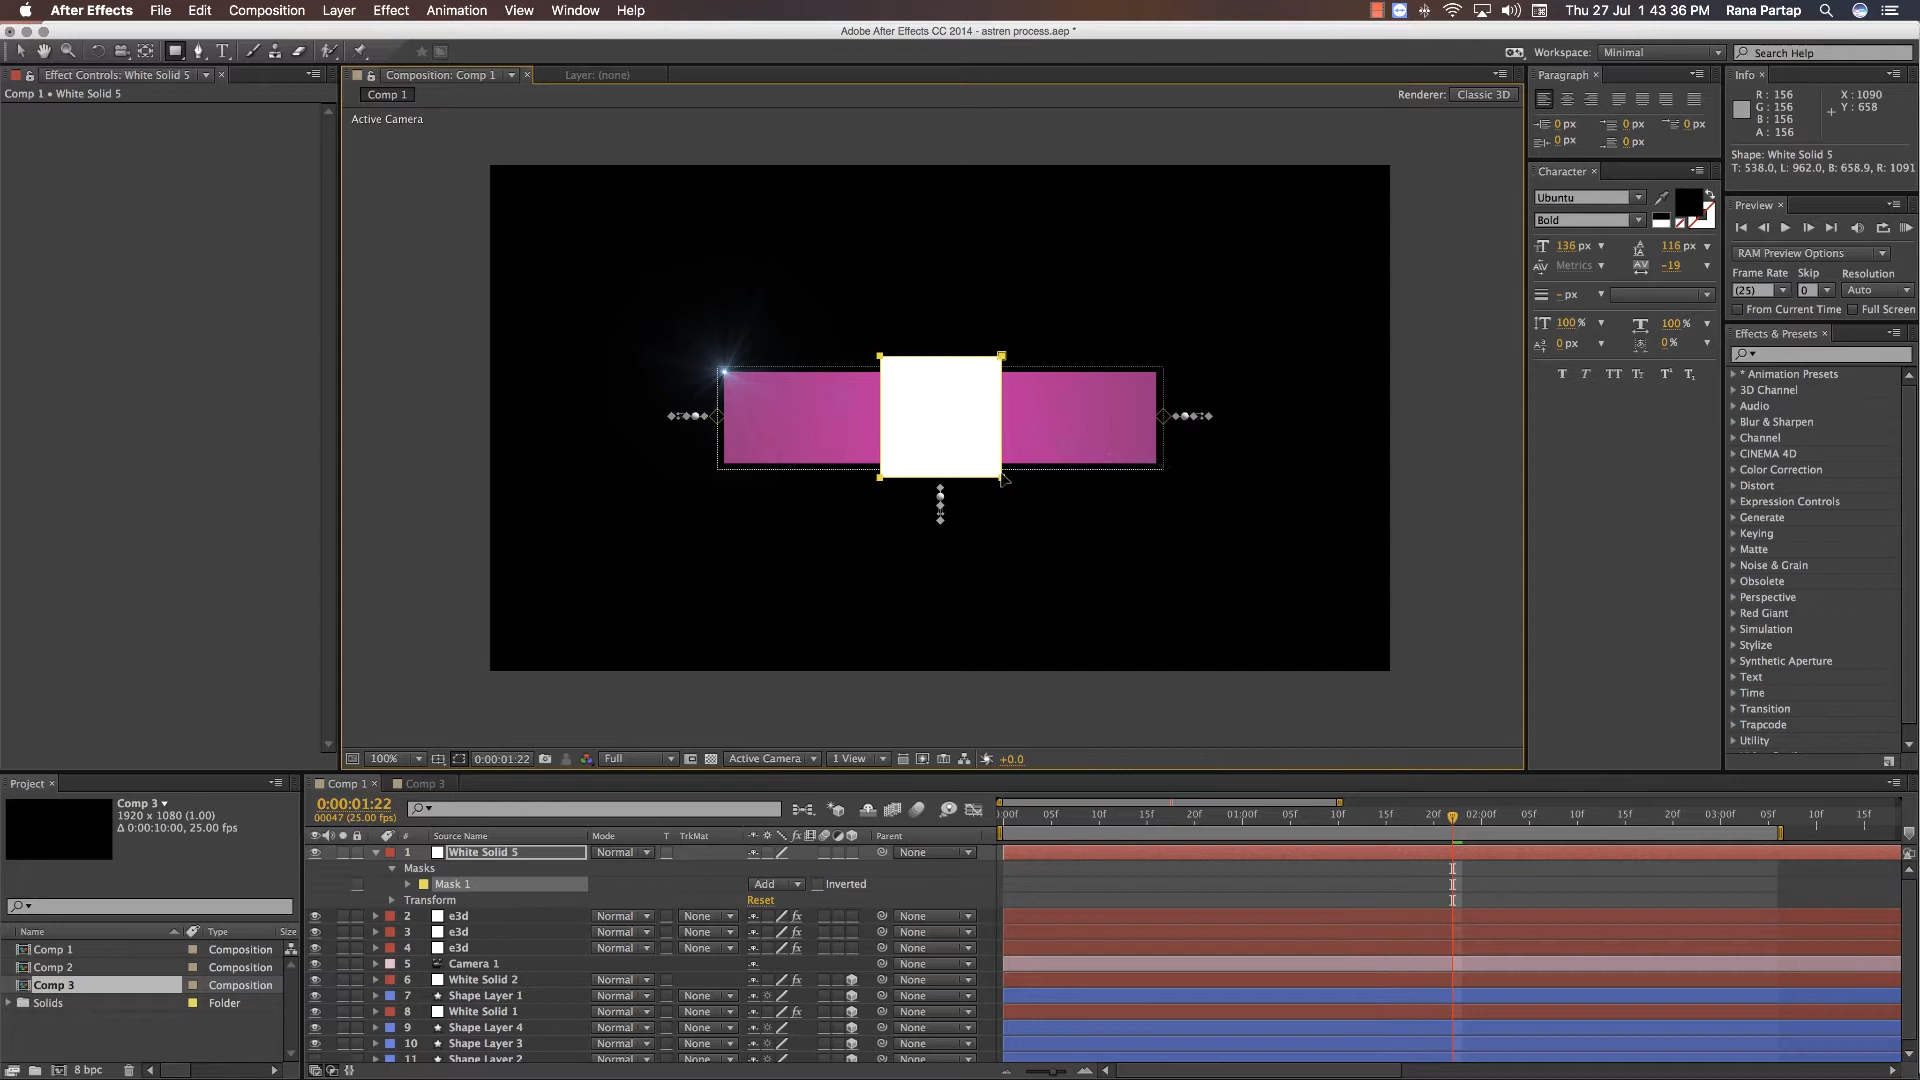 After Effects File Edit Composition Layer Effect Animation View Window Help Thu 27 Jul 1 43 36 PM Rana Partap
Adobe After Effects CC 2014 - astren process.aep *
Workspace: Minimal Search Help
Effect Controls: White Solid 5
Comp 1 • White Solid 5
Composition: Comp 1
Layer: (none)
Comp 1
Renderer: Classic 3D
Active Camera
100%
0:00:01:22
Full
Active Camera
1 View
+0.0
Paragraph
0 px 0 px 0 px
0 px 0 px
Character
Ubuntu
Bold
136 px 116 px
Metrics -19
- px
100 % 100 %
0 px 0 %
T T TT Tt T¹ T₁
Info
R : 156 X : 1090
G : 156 Y : 658
B : 156
A : 156
Shape: White Solid 5
T: 538.0, L: 962.0, B: 658.9, R: 1091
Preview
RAM Preview Options
Frame Rate Skip Resolution
(25) 0 Auto
From Current Time Full Screen
Effects & Presets
* Animation Presets
3D Channel
Audio
Blur & Sharpen
Channel
CINEMA 4D
Color Correction
Distort
Expression Controls
Generate
Keying
Matte
Noise & Grain
Obsolete
Perspective
Red Giant
Simulation
Stylize
Synthetic Aperture
Text
Time
Transition
Trapcode
Utility
Project
Comp 3
1920 x 1080 (1.00)
Δ 0:00:10:00, 25.00 fps
Name Type Size
Comp 1 Composition
Comp 2 Composition
Comp 3 Composition
Solids Folder
8 bpc
Comp 1 Comp 3
0:00:01:22
00047 (25.00 fps)
# Source Name Mode T TrkMat Parent
1 White Solid 5 Normal None
Masks
Mask 1 Add Inverted
Transform Reset
2 e3d Normal None None
3 e3d Normal None None
4 e3d Normal None None
5 Camera 1 None
6 White Solid 2 Normal None
7 Shape Layer 1 Normal None None
8 White Solid 1 Normal None
9 Shape Layer 4 Normal None None
10 Shape Layer 3 Normal None None
11 Shape Layer 2 Normal None None
:00f 05f 10f 15f 20f 01:00f 05f 10f 15f 20f 02:00f 05f 10f 15f 20f 03:00f 05f 10f 15f